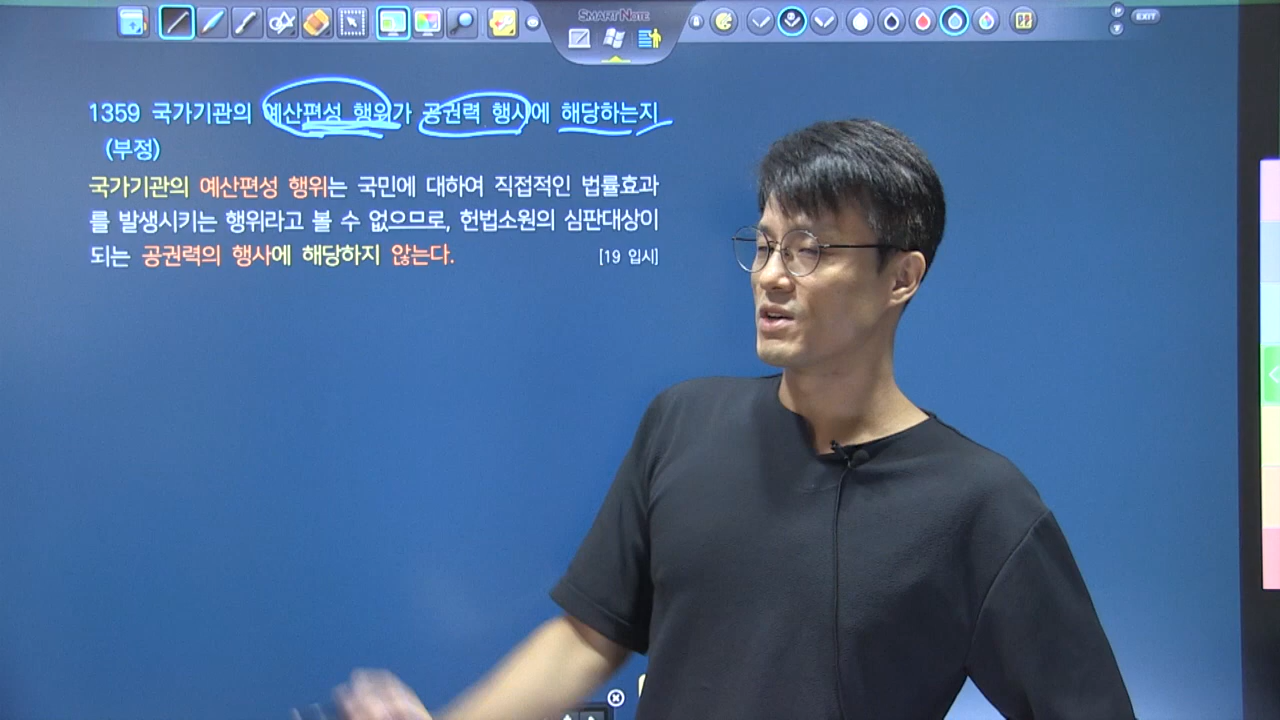 SMARTNOTE
EXIT
1359 국가기관의 예산편성 행위가 공권력 행사에 해당하는지
(부정)
국가기관의 예산편성 행위는 국민에 대하여 직접적인 법률효과
를 발생시키는 행위라고 볼 수 없으므로, 헌법소원의 심판대상이
되는 공권력의 행사에 해당하지 않는다. [19 입시]